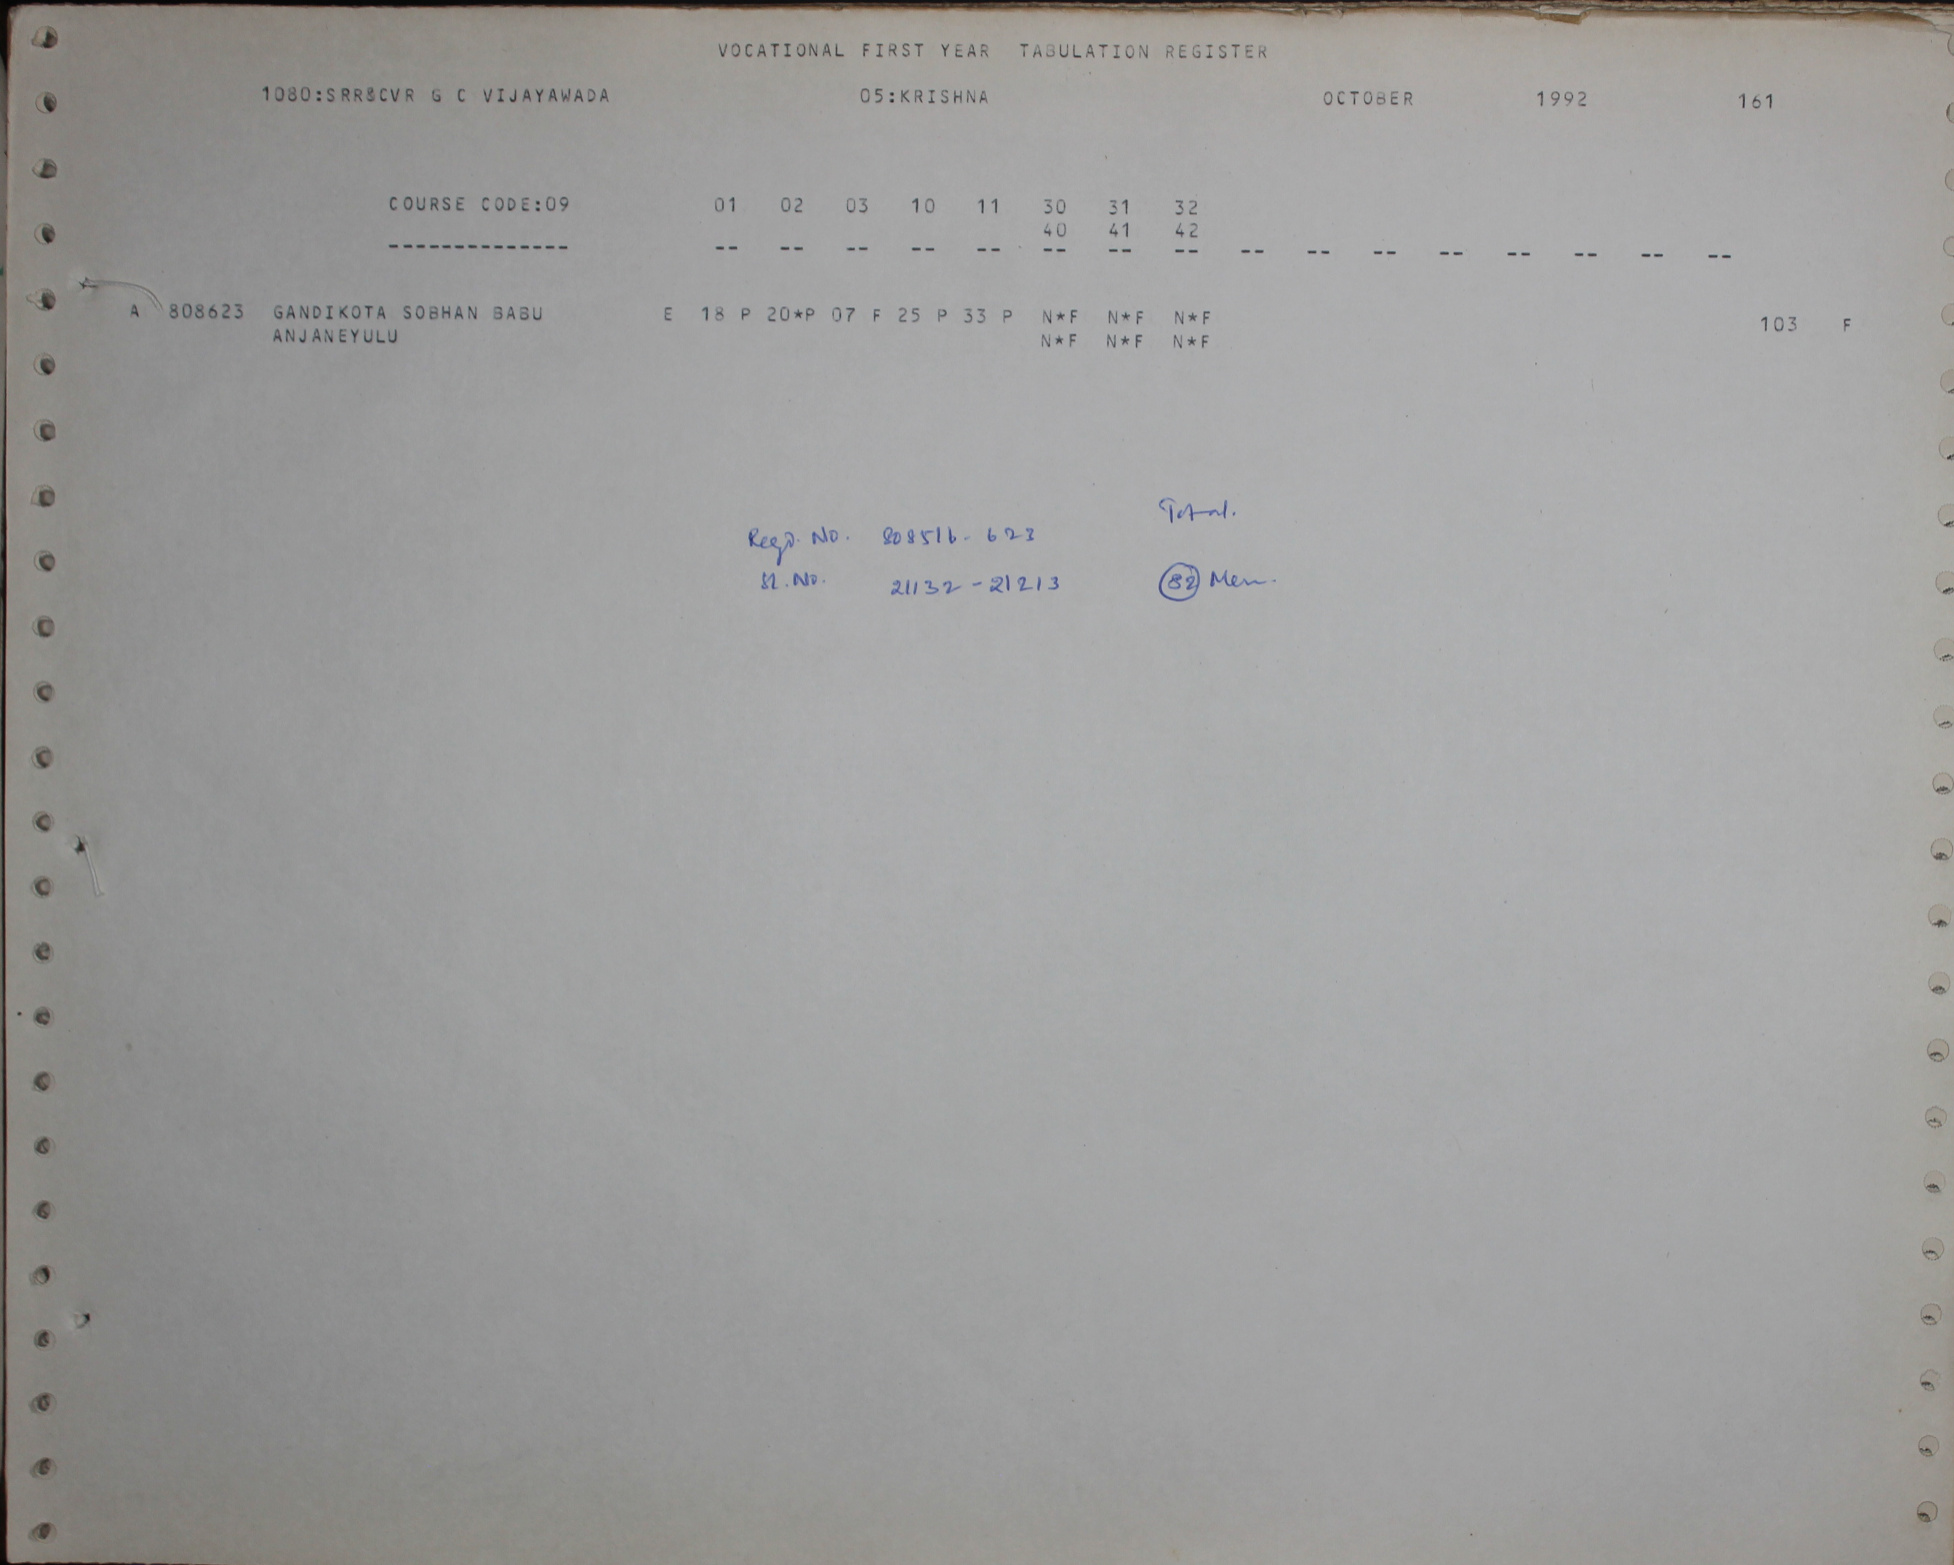 VOCATIONAL FIRST YEAR TABULATION REGISTER
1080:SRR&CVR G C VIJAYAWADA 05:KRISHNA OCTOBER 1992 161
COURSE CODE:09 01 02 03 10 11 30 31 32
40 41 42
-------------- -- -- -- -- -- -- -- -- -- -- -- -- -- -- -- --
A 808623 GANDIKOTA SOBHAN BABU E 18 P 20*P 07 F 25 P 33 P N*F N*F N*F 103 F
ANJANEYULU N*F N*F N*F
Total.
Regd. No. 808516 - 623
Sl. No. 21132 - 21213 82